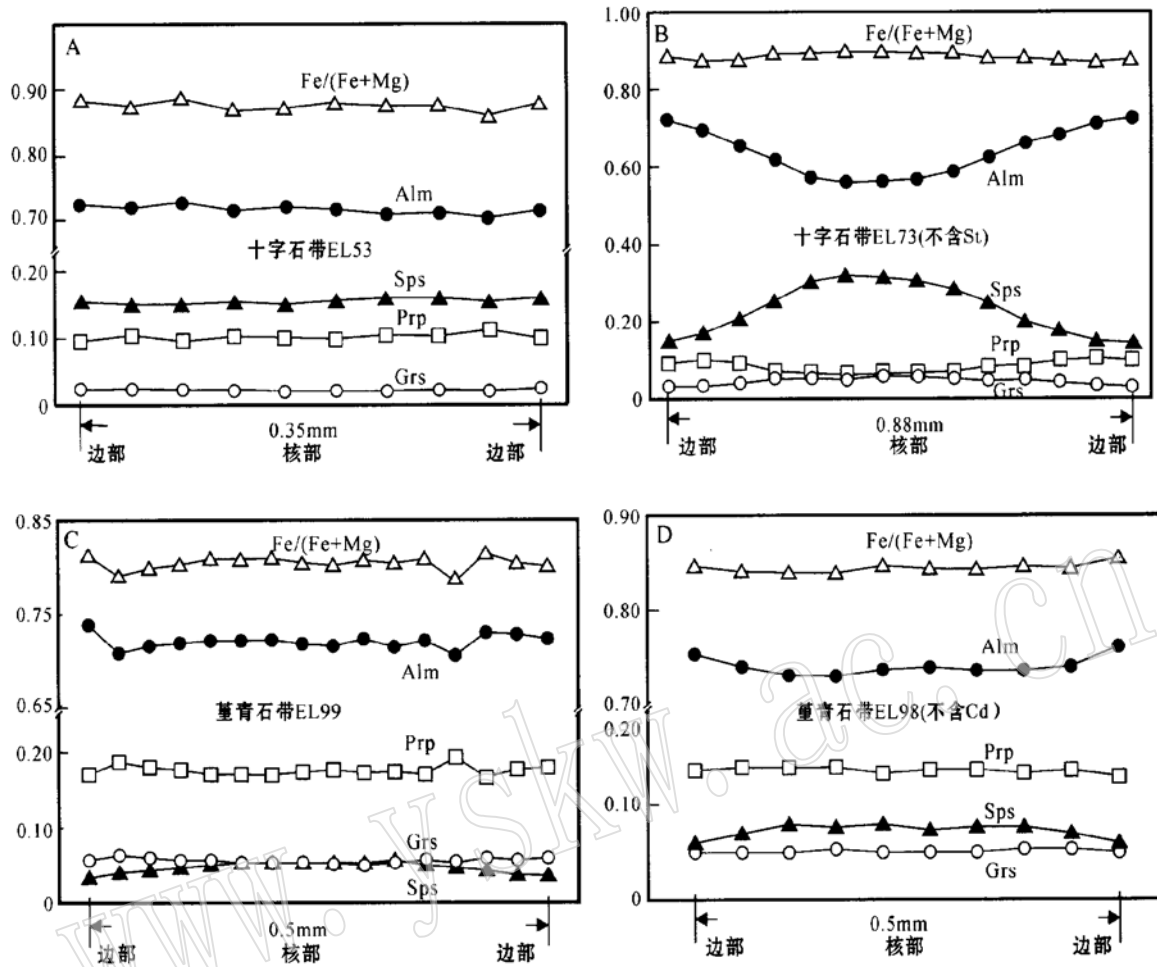 A
Fe/(Fe+Mg)
0.90
0.80
Alm
0.70
十字石带EL53
0.20
Sps
Prp
0.10
Grs
0
0.35mm
边部
核部
边部
1.00
B
Fe/(Fe+Mg)
0.80
0.60
Alm
十字石带EL73(不含St)
0.40
Sps
0.20
Prp
Grs
0
0.88mm
边部
核部
边部
0.85
C
Fe/(Fe+Mg)
0.75
Alm
0.65
堇青石带EL99
Prp
0.20
0.10
Grs
Sps
0
0.5mm
边部
核部
边部
0.90
D
Fe/(Fe+Mg)
0.80
Alm
0.70
堇青石带EL98(不含Cd)
0.20
Prp
0.10
Sps
Grs
0
0.5mm
边部
核部
边部
www.yskw.ac.cn